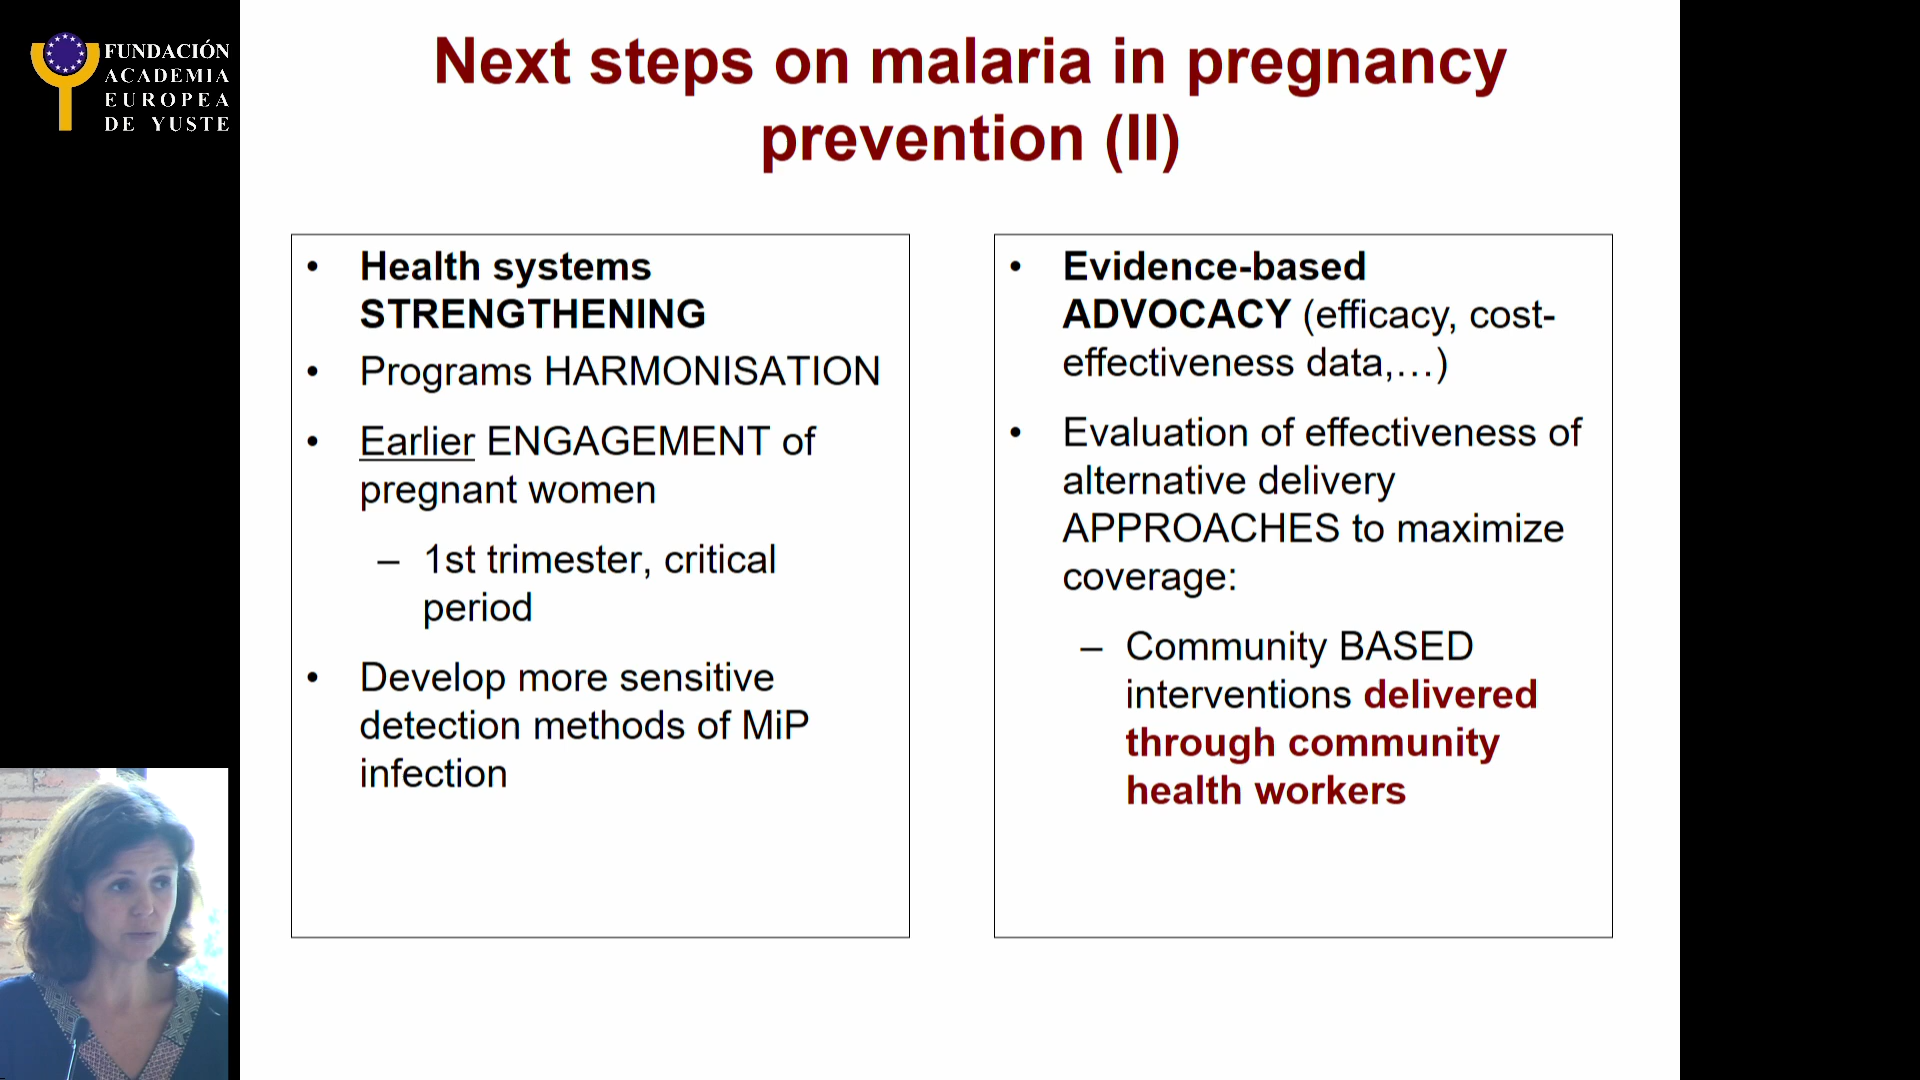 FUNDACIÓN
ACADEMIA
EUROPEA
DE YUSTE
Next steps on malaria in pregnancy
prevention (II)
• Health systems
STRENGTHENING
• Programs HARMONISATION
• Earlier ENGAGEMENT of
pregnant women
– 1st trimester, critical
period
• Develop more sensitive
detection methods of MiP
infection
• Evidence-based
ADVOCACY (efficacy, cost-
effectiveness data,…)
• Evaluation of effectiveness of
alternative delivery
APPROACHES to maximize
coverage:
– Community BASED
interventions delivered
through community
health workers